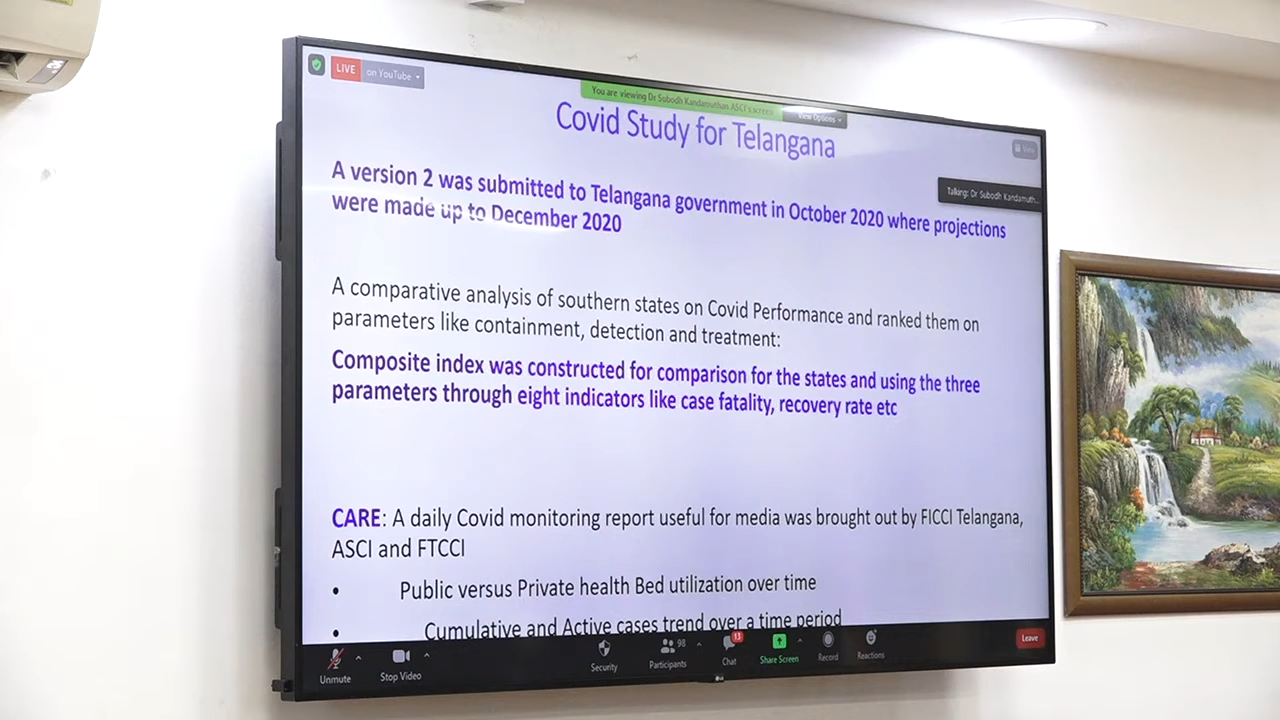 LIVE on YouTube
You are viewing Dr Subodh Kandamuthan ASCI's screen
View Options
Covid Study for Telangana
View
Talking: Dr Subodh Kandamuth...
A version 2 was submitted to Telangana government in October 2020 where projections
were made up to December 2020
A comparative analysis of southern states on Covid Performance and ranked them on
parameters like containment, detection and treatment:
Composite index was constructed for comparison for the states and using the three
parameters through eight indicators like case fatality, recovery rate etc
CARE: A daily Covid monitoring report useful for media was brought out by FICCI Telangana,
ASCI and FTCCI
• Public versus Private health Bed utilization over time
• Cumulative and Active cases trend over a time period
Unmute
Stop Video
Security
98
Participants
13
Chat
Share Screen
Record
Reactions
Leave
LG